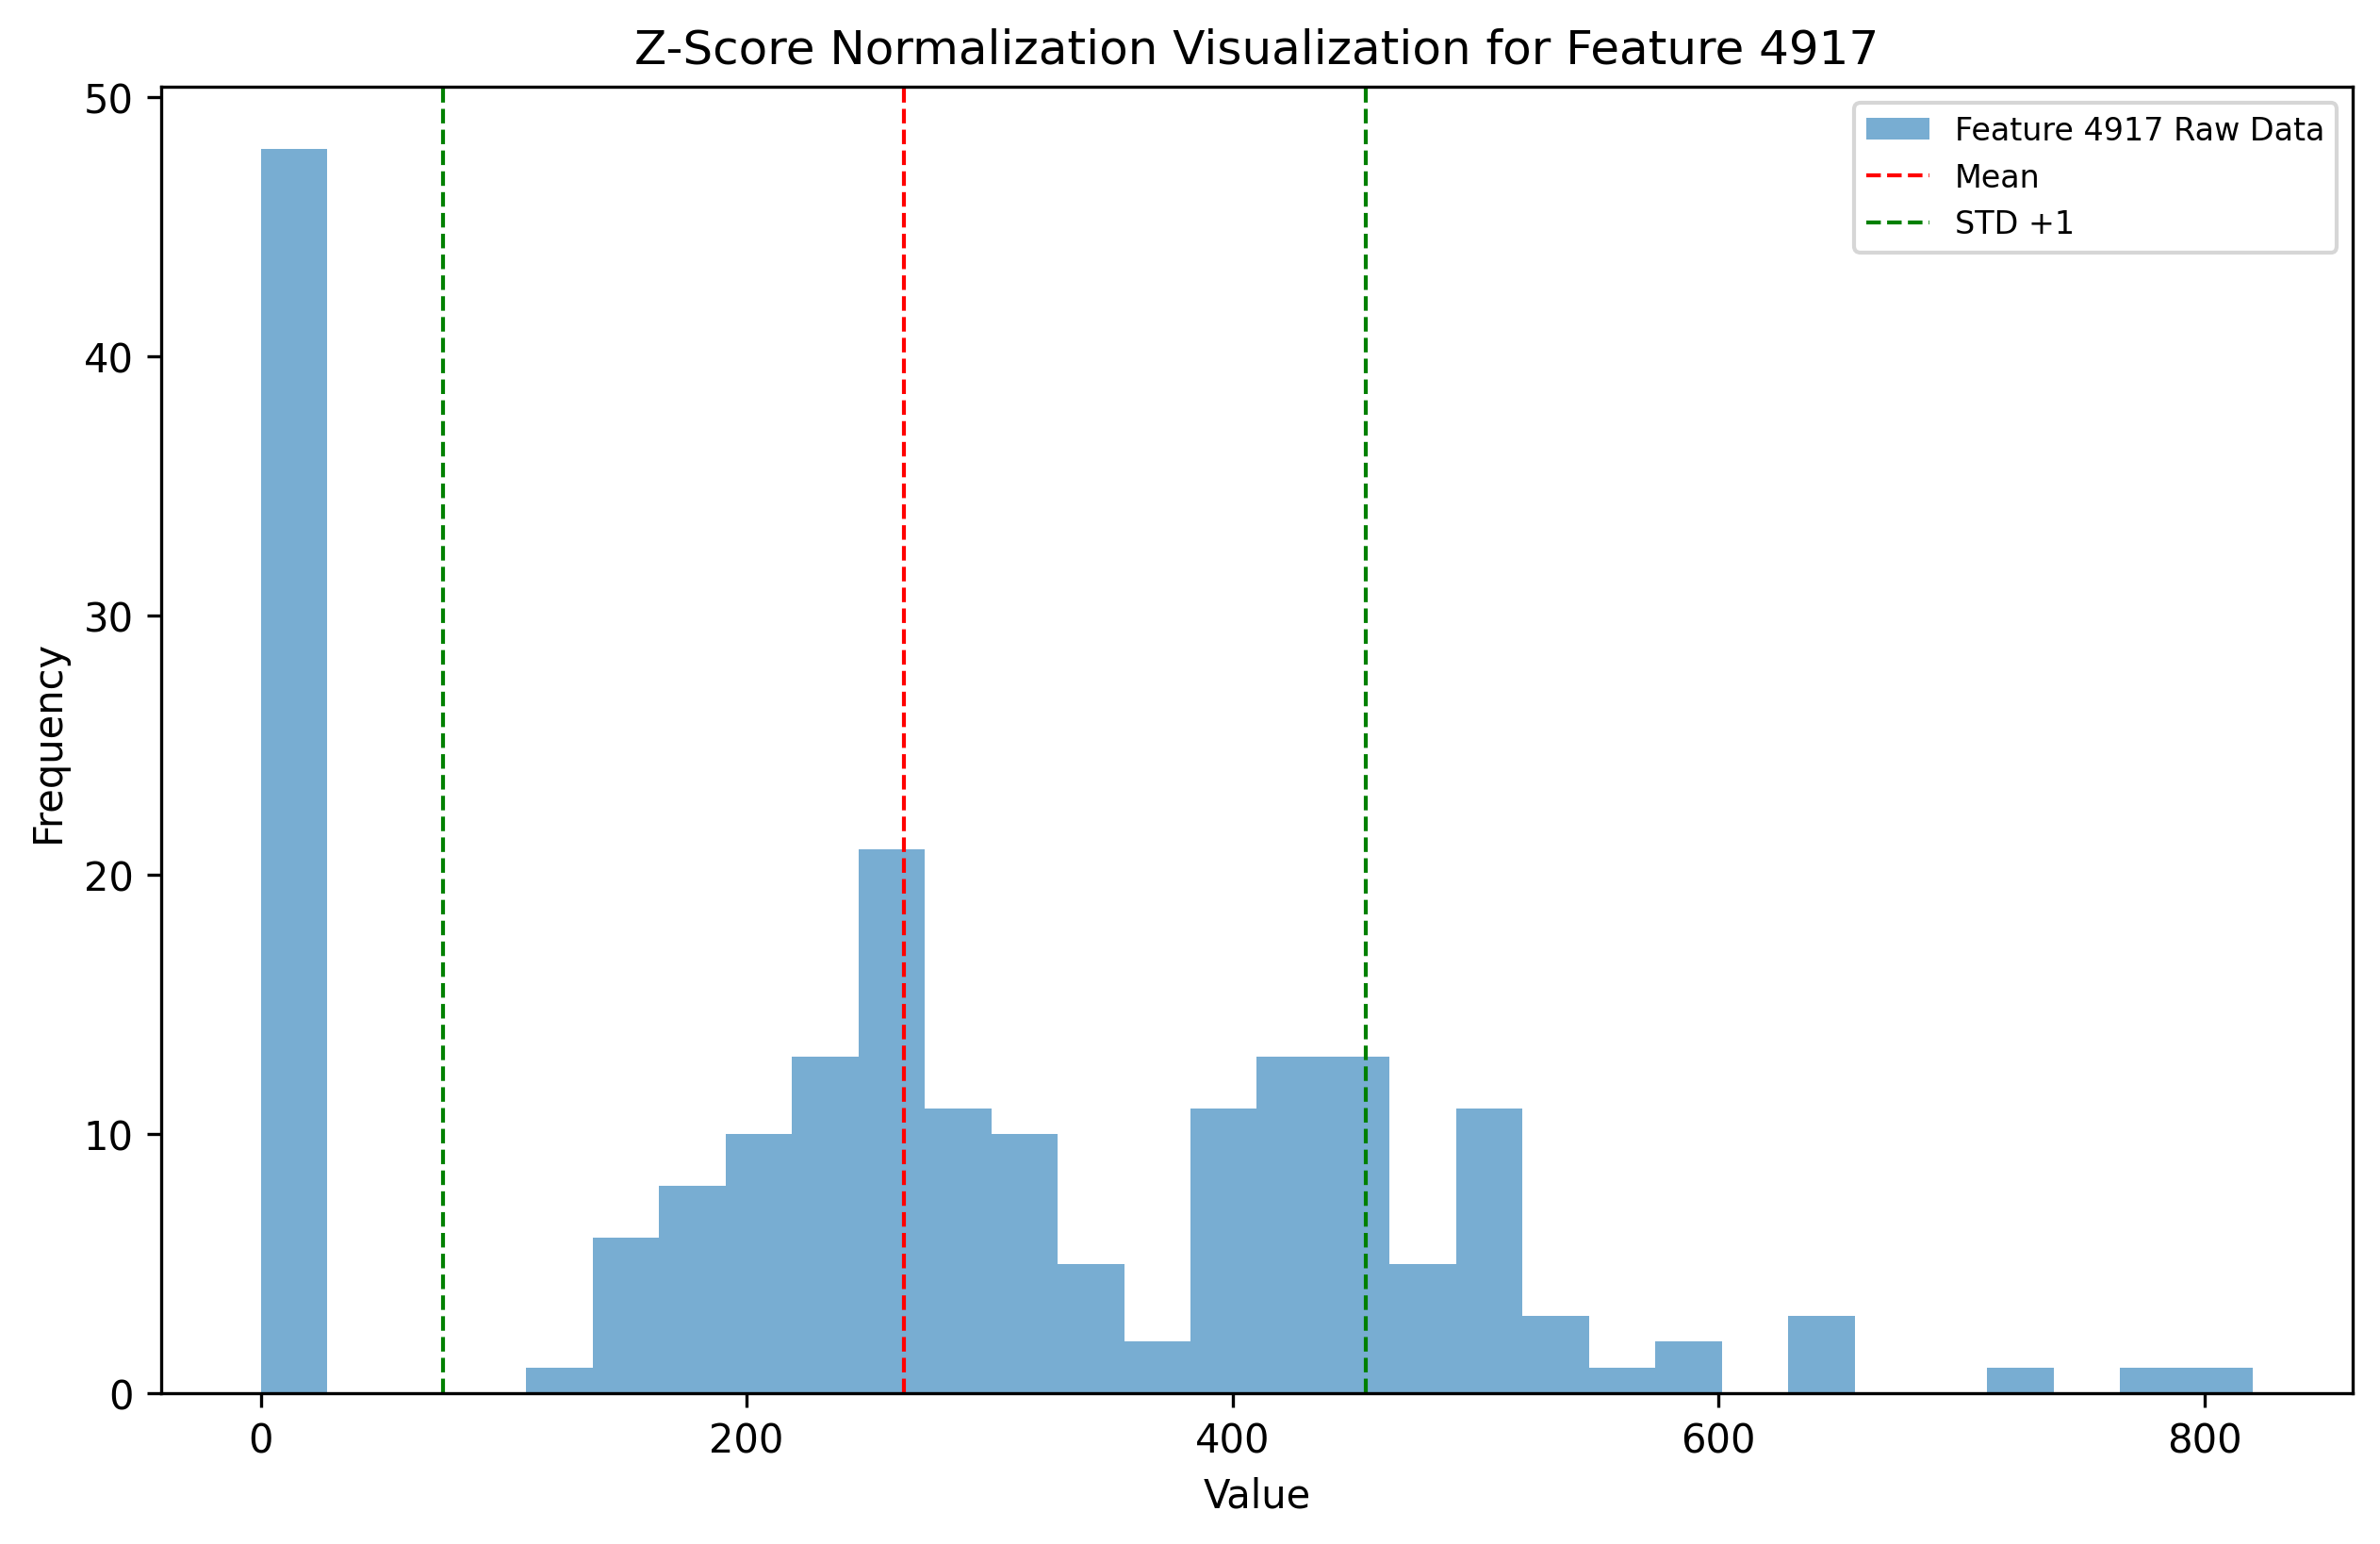 Z-Score Normalization Visualization for Feature 4917
Feature 4917 Raw Data
Mean
STD +1
50
40
30
20
10
0
Frequency
0 200 400 600 800
Value